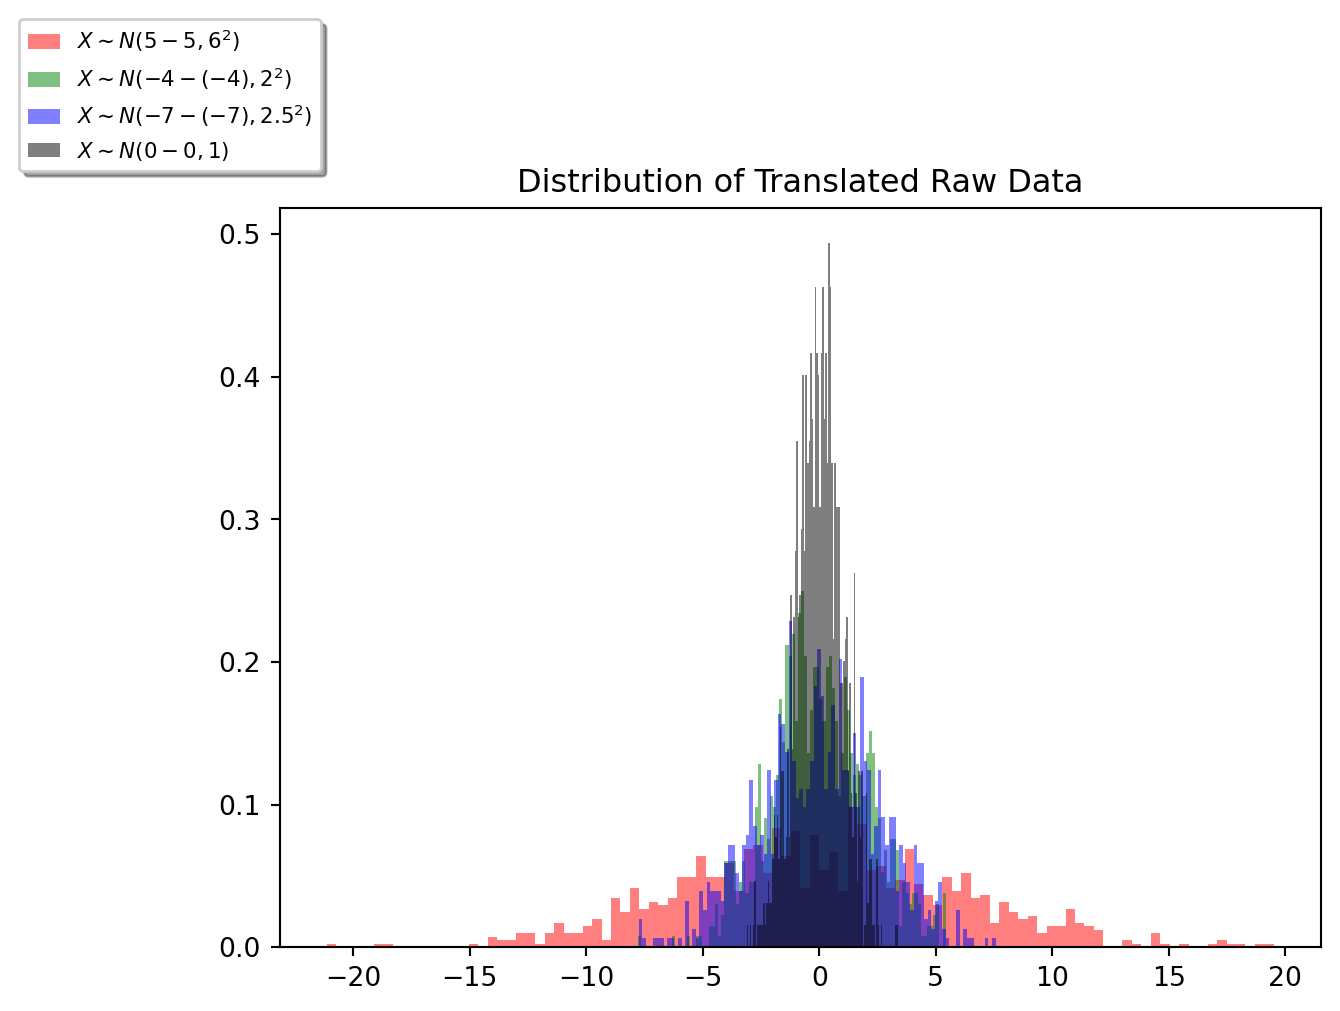 X ~ N(5 − 5, 6²)
X ~ N(−4 − (−4), 2²)
X ~ N(−7 − (−7), 2.5²)
X ~ N(0 − 0, 1)
Distribution of Translated Raw Data
0.5
0.4
0.3
0.2
0.1
0.0
−20 −15 −10 −5 0 5 10 15 20